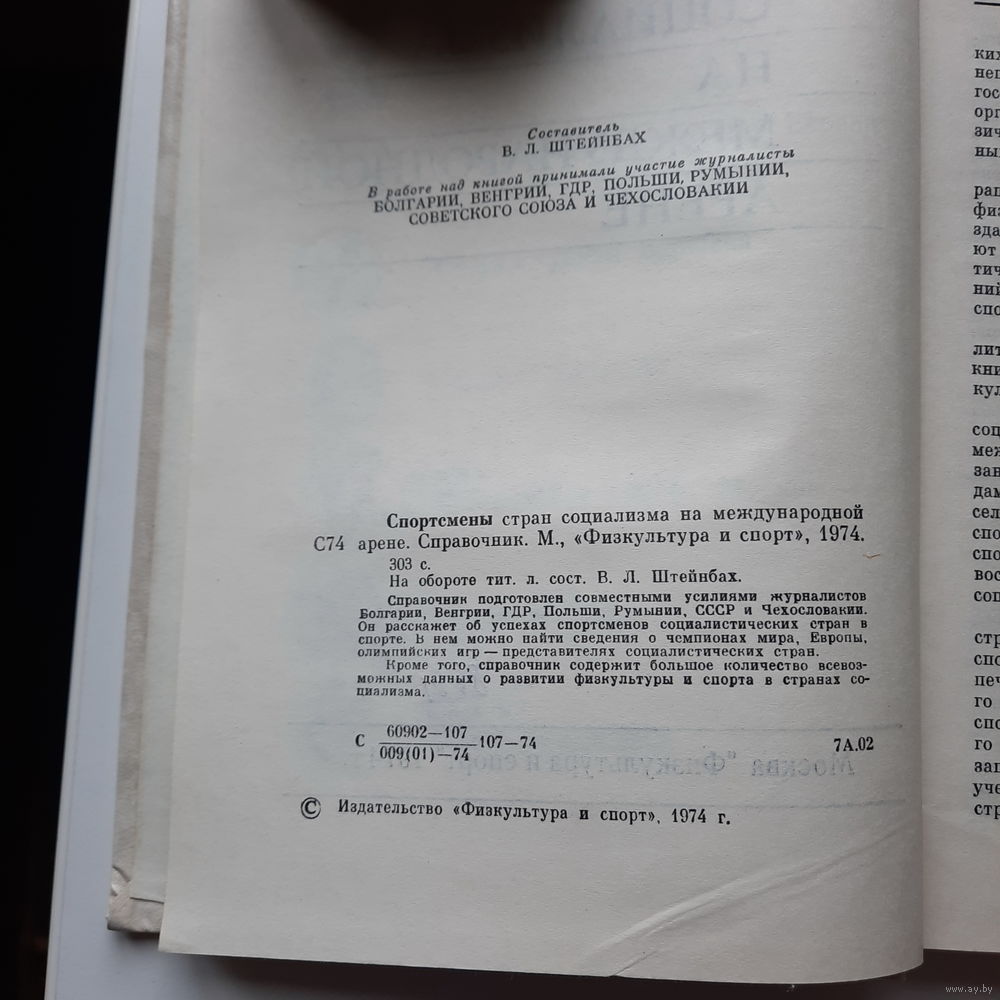 Составитель
В. Л. ШТЕЙНБАХ
В работе над книгой принимали участие журналисты
БОЛГАРИИ, ВЕНГРИИ, ГДР, ПОЛЬШИ, РУМЫНИИ,
СОВЕТСКОГО СОЮЗА И ЧЕХОСЛОВАКИИ
Спортсмены стран социализма на международной
С74 арене. Справочник. М., «Физкультура и спорт», 1974.
303 с.
На обороте тит. л. сост. В. Л. Штейнбах.
Справочник подготовлен совместными усилиями журналистов
Болгарии, Венгрии, ГДР, Польши, Румынии, СССР и Чехословакии.
Он расскажет об успехах спортсменов социалистических стран в
спорте. В нем можно найти сведения о чемпионах мира, Европы,
олимпийских игр — представителях социалистических стран.
Кроме того, справочник содержит большое количество всевоз-
можных данных о развитии физкультуры и спорта в странах со-
циализма.
С 60902—107
009(01)—74 107—74 7А.02
© Издательство «Физкультура и спорт», 1974 г.
www.ay.by